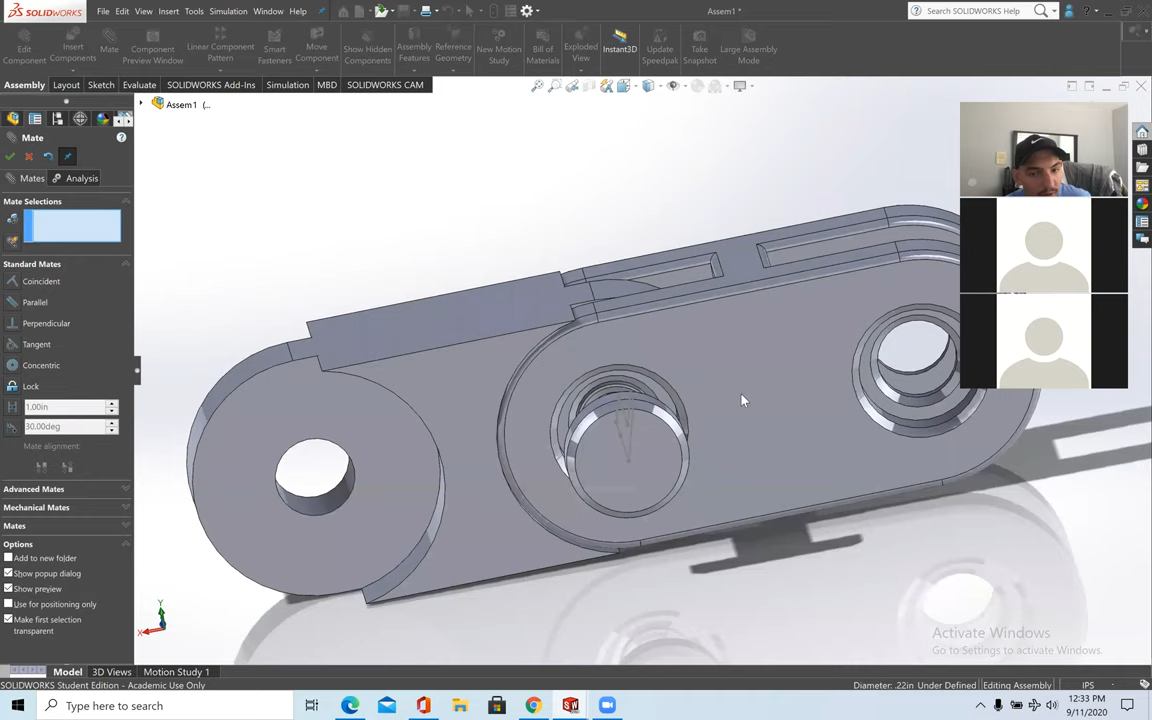 SOLIDWORKS File Edit View Insert Tools Simulation Window Help Assem1 * Search SOLIDWORKS Help
Edit Component
Insert Components
Mate
Component Preview Window
Linear Component Pattern
Smart Fasteners
Move Component
Show Hidden Components
Assembly Features
Reference Geometry
New Motion Study
Bill of Materials
Exploded View
Instant3D
Update Speedpak
Take Snapshot
Large Assembly Mode
Assembly Layout Sketch Evaluate SOLIDWORKS Add-Ins Simulation MBD SOLIDWORKS CAM
Assem1 (...
Mate
Mates Analysis
Mate Selections
Standard Mates
Coincident
Parallel
Perpendicular
Tangent
Concentric
Lock
1.00in
30.00deg
Mate alignment:
Advanced Mates
Mechanical Mates
Mates
Options
Add to new folder
Show popup dialog
Show preview
Use for positioning only
Make first selection
transparent
Y
X
Activate Windows
Go to Settings to activate Windows.
Model 3D Views Motion Study 1
SOLIDWORKS Student Edition - Academic Use Only Diameter: .22in Under Defined Editing Assembly IPS
Type here to search
12:33 PM
9/11/2020